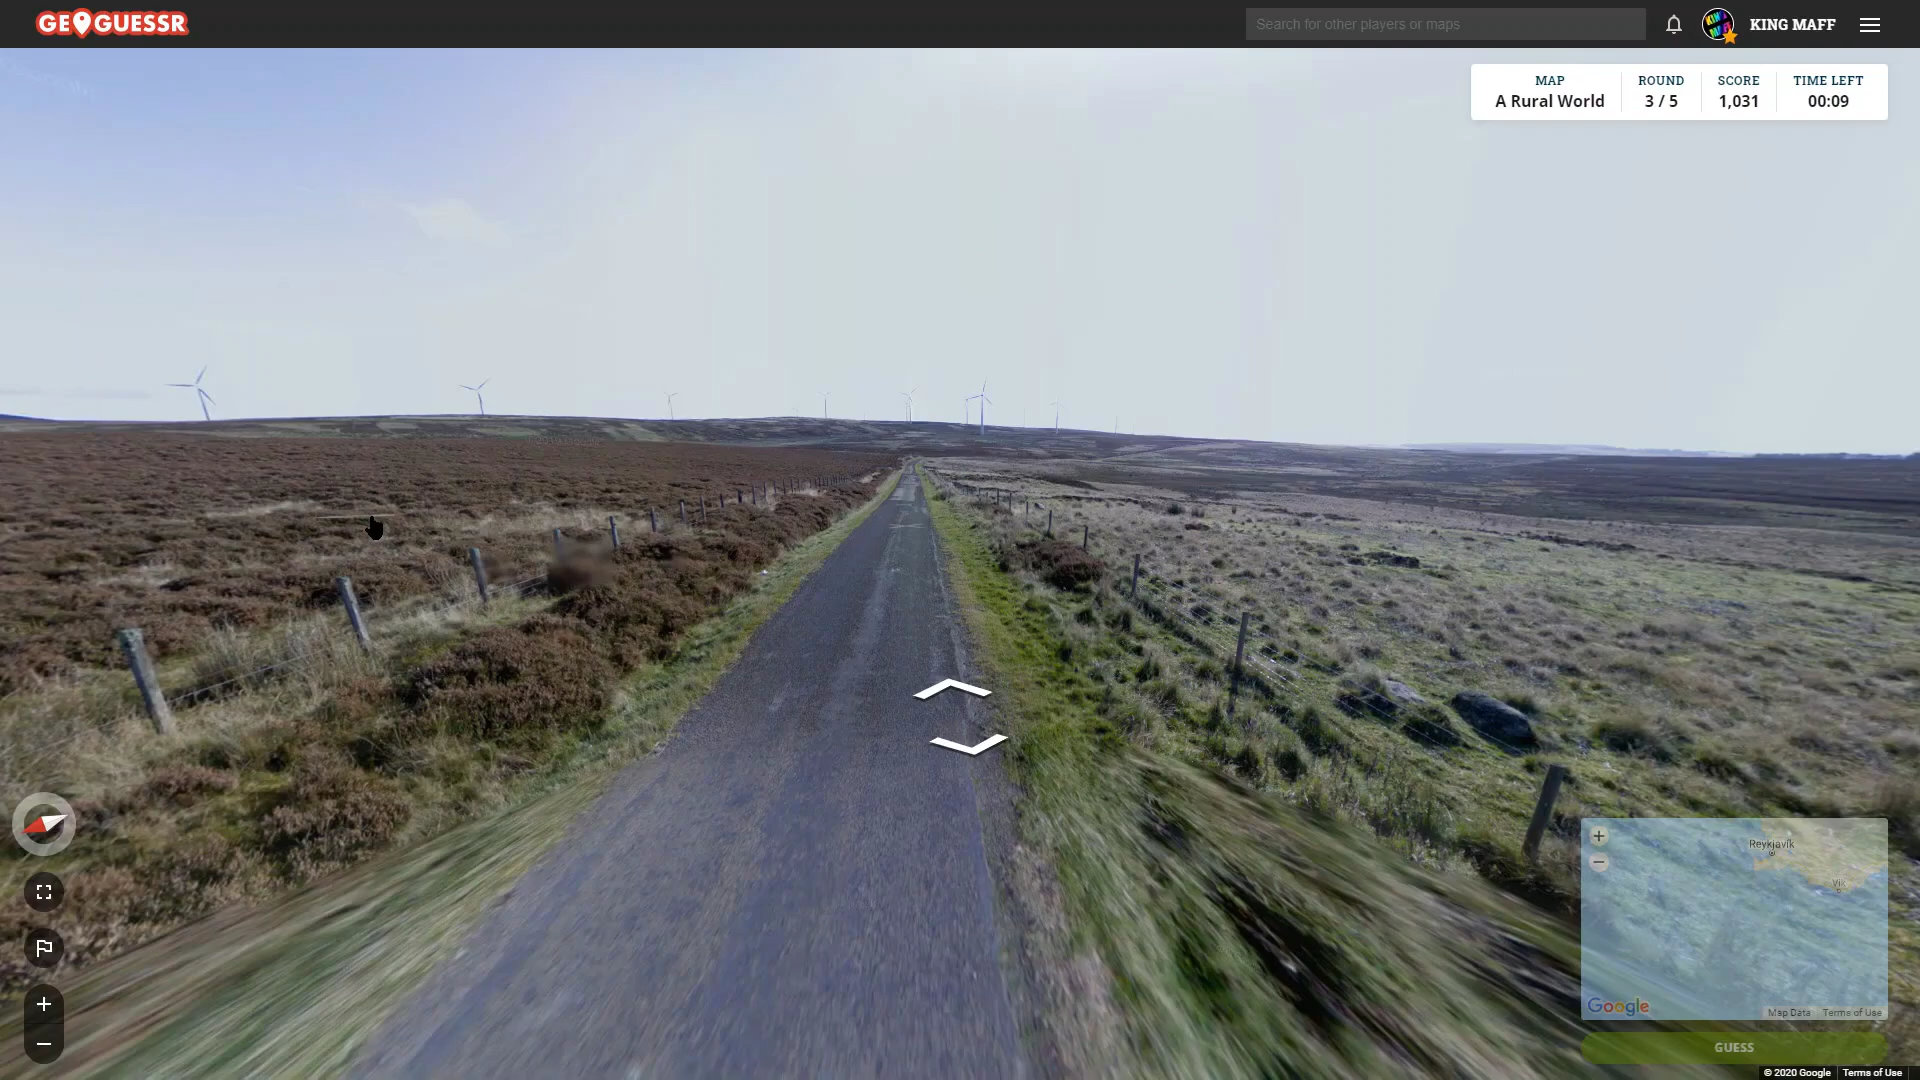 GEOGUESSR
Search for other players or maps
KING MAFF
MAP
A Rural World
ROUND
3 / 5
SCORE
1,031
TIME LEFT
00:09
Reykjavík
Vik
Google
Map Data
Terms of Use
GUESS
© 2020 Google
Terms of Use